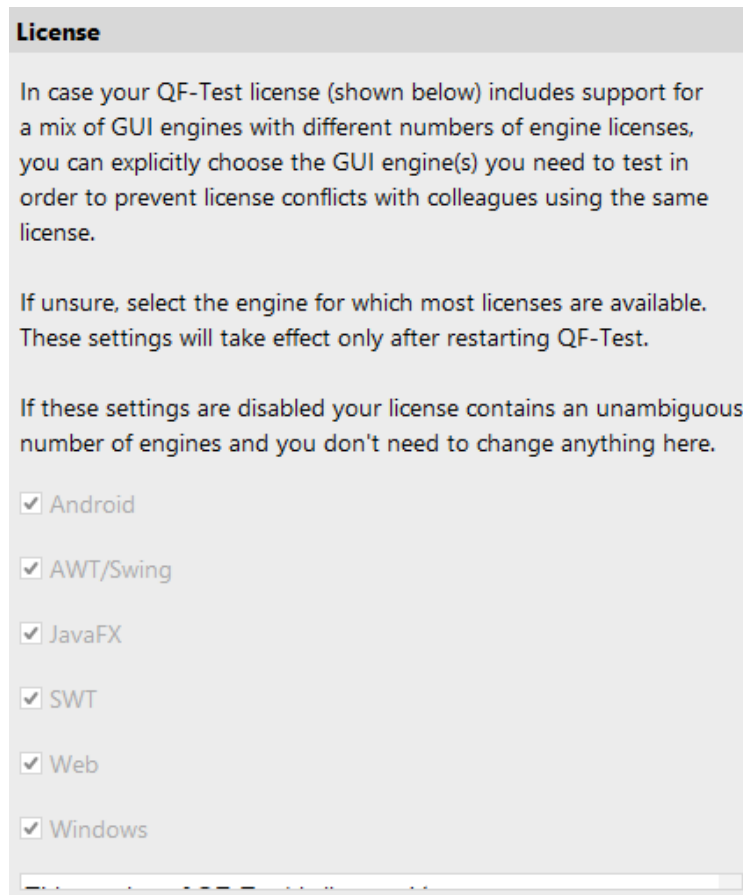 License
In case your QF-Test license (shown below) includes support for
a mix of GUI engines with different numbers of engine licenses,
you can explicitly choose the GUI engine(s) you need to test in
order to prevent license conflicts with colleagues using the same
license.
If unsure, select the engine for which most licenses are available.
These settings will take effect only after restarting QF-Test.
If these settings are disabled your license contains an unambiguous
number of engines and you don't need to change anything here.
Android
AWT/Swing
JavaFX
SWT
Web
Windows